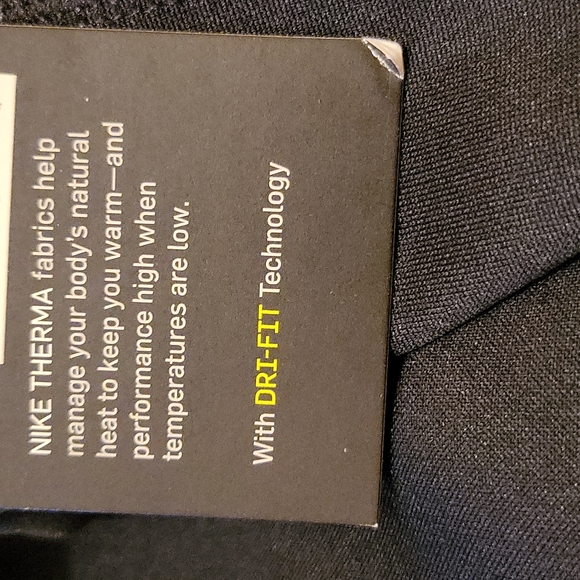 NIKE THERMA fabrics help
manage your body's natural
heat to keep you warm—and
performance high when
temperatures are low.
With DRI-FIT Technology